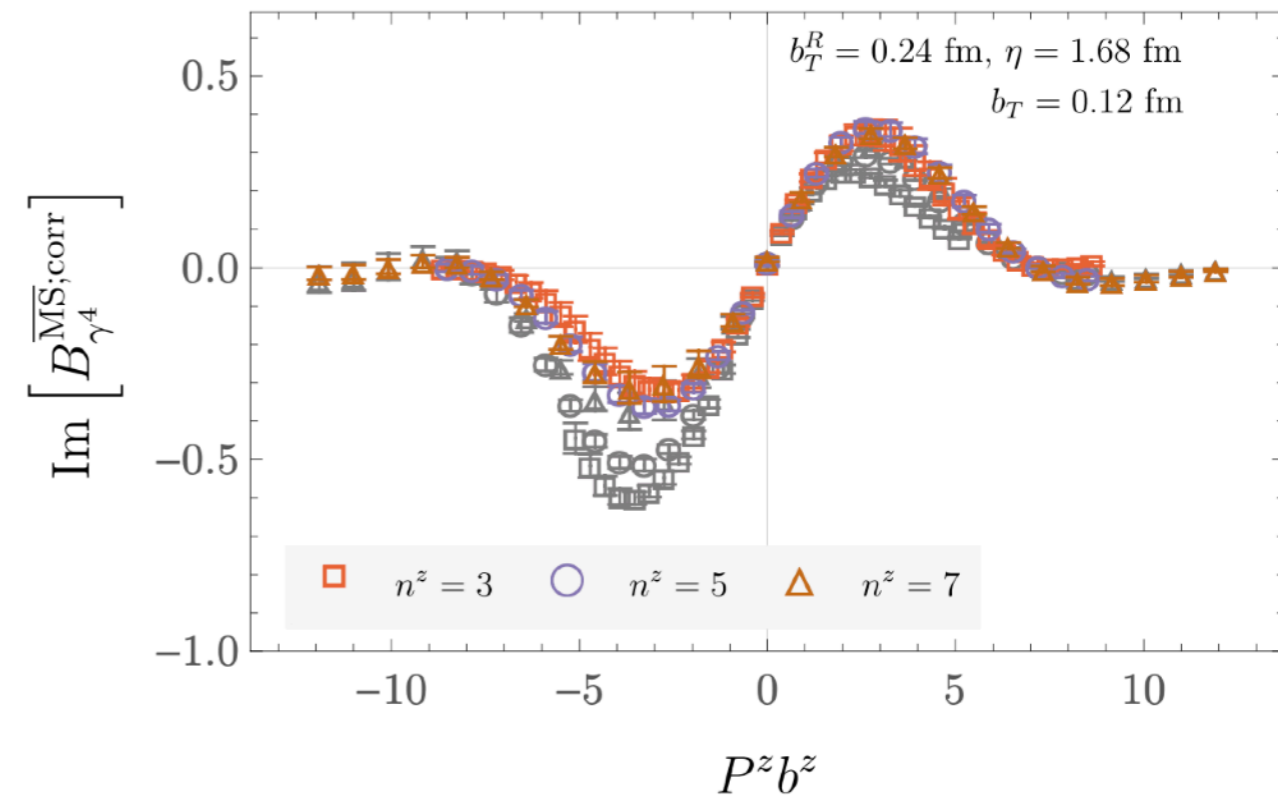 b_T^R = 0.24 fm, η = 1.68 fm
b_T = 0.12 fm
Im [ B_{γ^4}^{\overline{MS};corr} ]
0.5
0.0
−0.5
−1.0
n^z = 3 n^z = 5 n^z = 7
−10 −5 0 5 10
P^z b^z